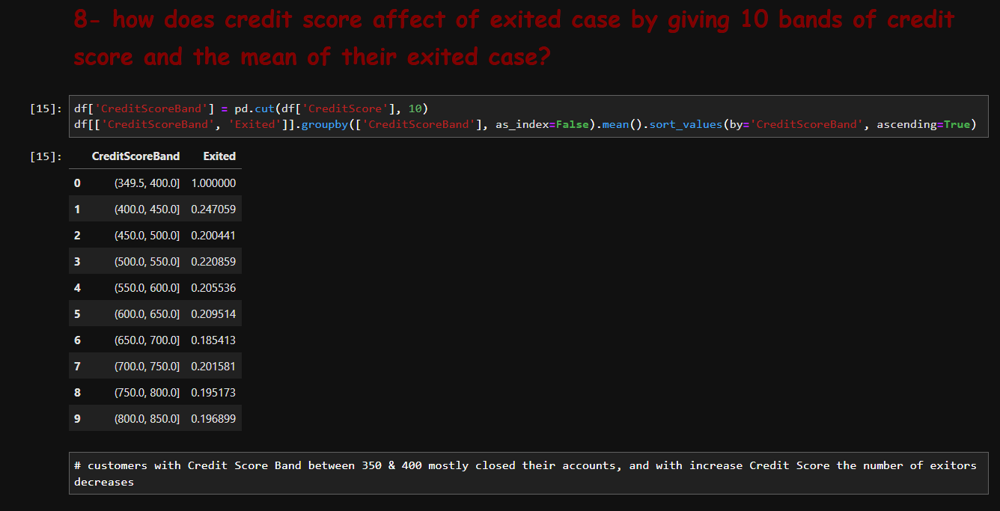 8- how does credit score affect of exited case by giving 10 bands of credit
score and the mean of their exited case?
[15]: df['CreditScoreBand'] = pd.cut(df['CreditScore'], 10)
df[['CreditScoreBand', 'Exited']].groupby(['CreditScoreBand'], as_index=False).mean().sort_values(by='CreditScoreBand', ascending=True)
[15]: CreditScoreBand Exited
0 (349.5, 400.0] 1.000000
1 (400.0, 450.0] 0.247059
2 (450.0, 500.0] 0.200441
3 (500.0, 550.0] 0.220859
4 (550.0, 600.0] 0.205536
5 (600.0, 650.0] 0.209514
6 (650.0, 700.0] 0.185413
7 (700.0, 750.0] 0.201581
8 (750.0, 800.0] 0.195173
9 (800.0, 850.0] 0.196899
# customers with Credit Score Band between 350 & 400 mostly closed their accounts, and with increase Credit Score the number of exitors
decreases